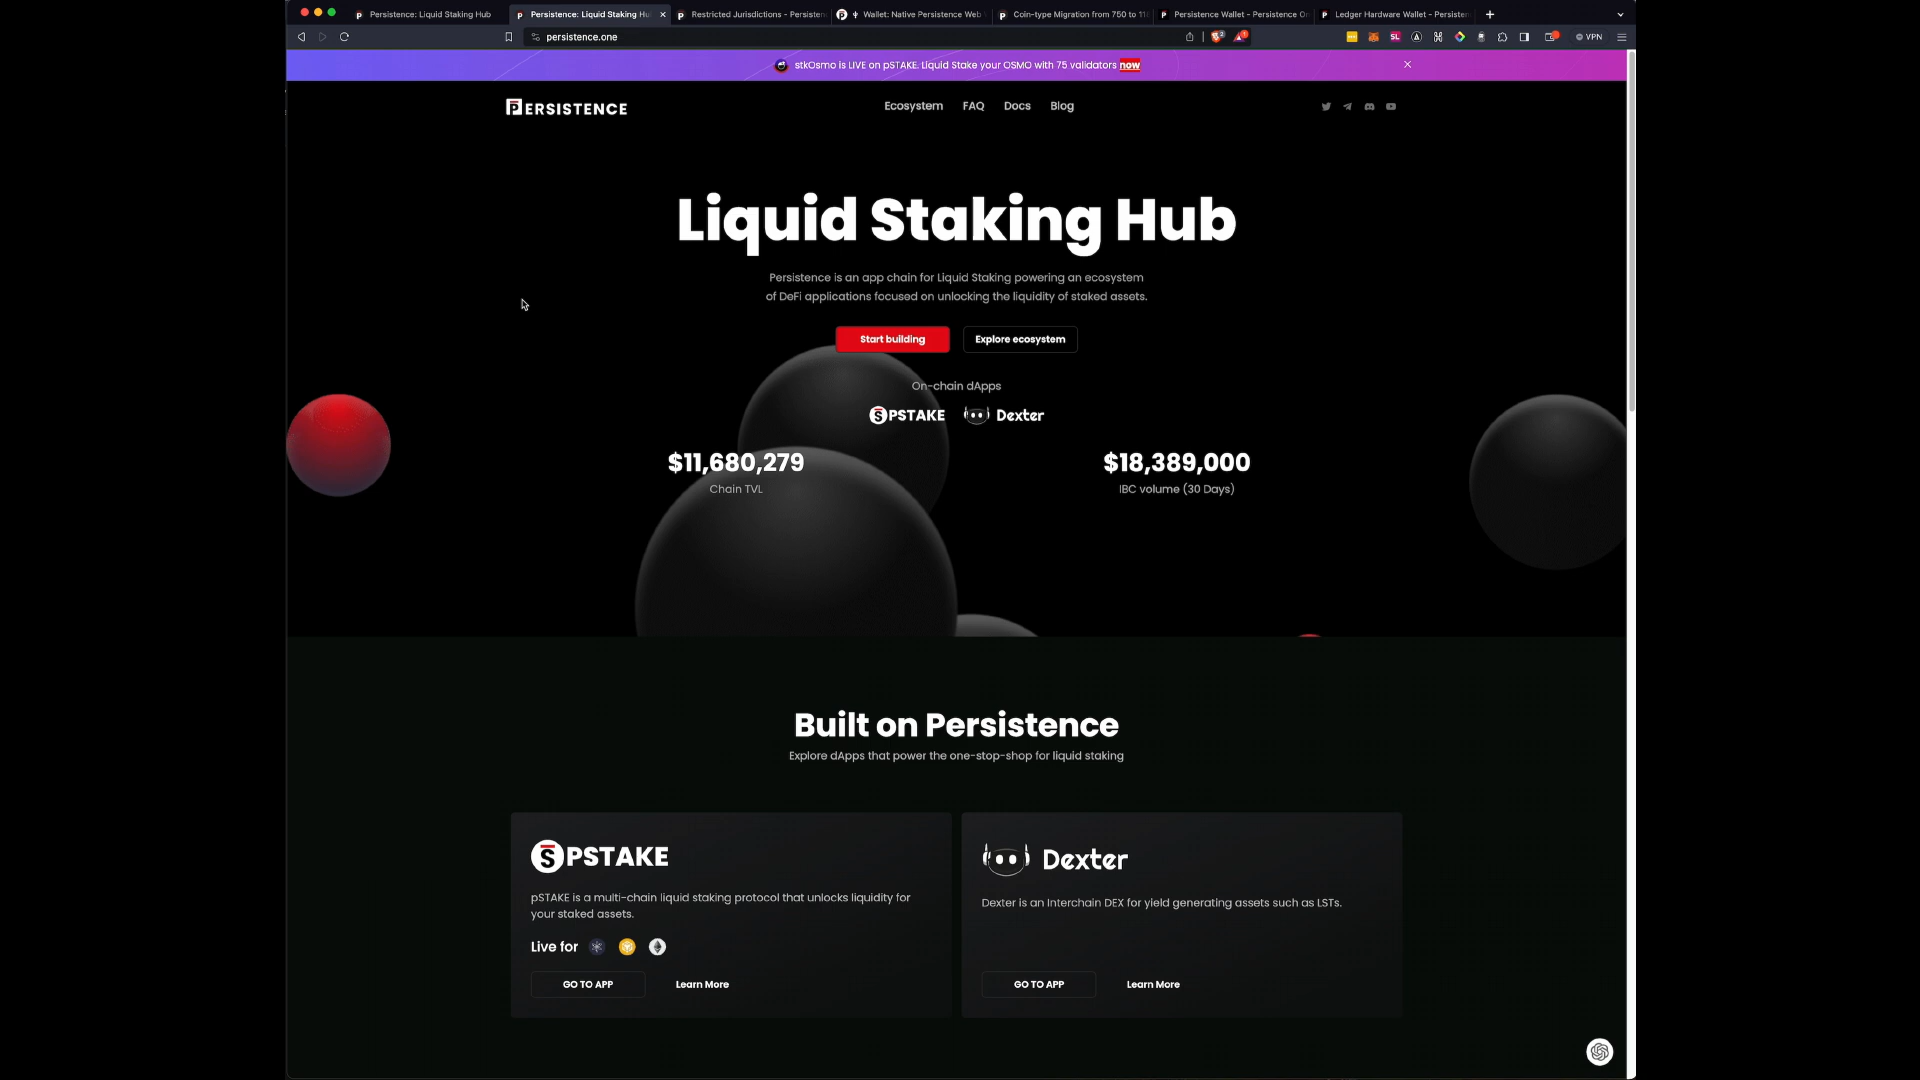 Persistence: Liquid Staking Hub
Persistence: Liquid Staking Hu
Restricted Jurisdictions - Persisten
Wallet: Native Persistence Web
Coin-type Migration from 750 to 11
Persistence Wallet - Persistence O
Ledger Hardware Wallet - Persisten
persistence.one
VPN
stkOsmo is LIVE on pSTAKE. Liquid Stake your OSMO with 75 validators now
PERSISTENCE
Ecosystem
FAQ
Docs
Blog
Liquid Staking Hub
Persistence is an app chain for Liquid Staking powering an ecosystem
of DeFi applications focused on unlocking the liquidity of staked assets.
Start building
Explore ecosystem
On-chain dApps
PSTAKE
Dexter
$11,680,279
Chain TVL
$18,389,000
IBC volume (30 Days)
Built on Persistence
Explore dApps that power the one-stop-shop for liquid staking
PSTAKE
pSTAKE is a multi-chain liquid staking protocol that unlocks liquidity for
your staked assets.
Live for
GO TO APP
Learn More
Dexter
Dexter is an Interchain DEX for yield generating assets such as LSTs.
GO TO APP
Learn More